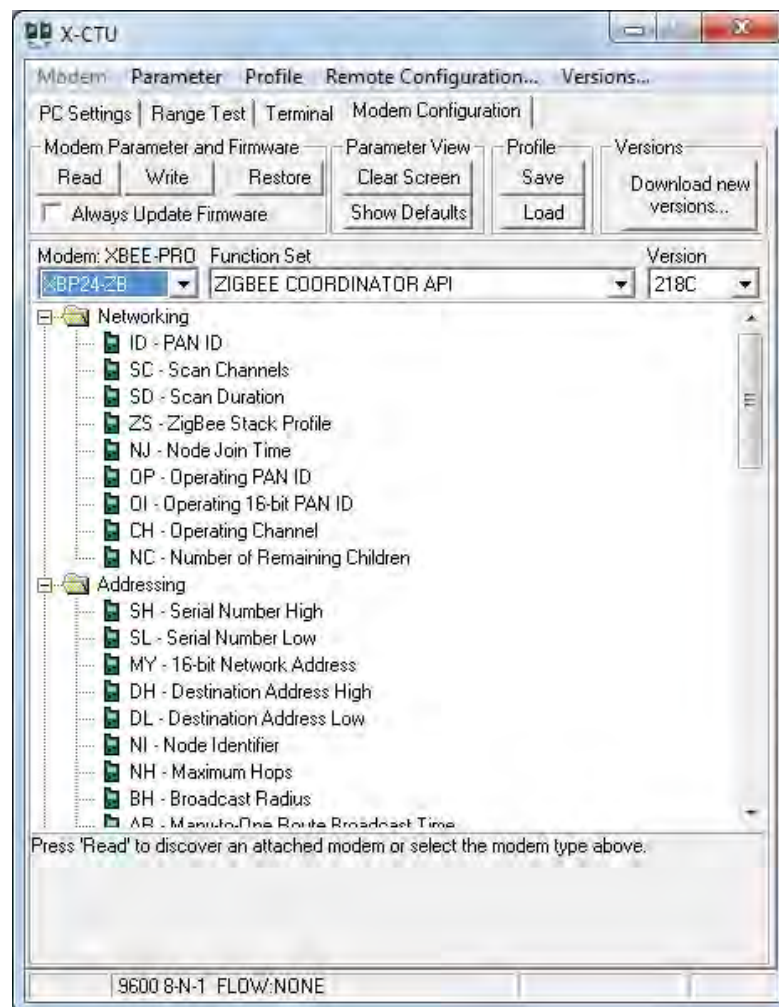 X-CTU
Modem Parameter Profile Remote Configuration... Versions...
PC Settings Range Test Terminal Modem Configuration
Modem Parameter and Firmware Parameter View Profile Versions
Read Write Restore Clear Screen Save Download new versions...
Always Update Firmware Show Defaults Load
Modem: XBEE-PRO Function Set Version
XBP24-ZB ZIGBEE COORDINATOR API 218C
Networking
ID - PAN ID
SC - Scan Channels
SD - Scan Duration
ZS - ZigBee Stack Profile
NJ - Node Join Time
OP - Operating PAN ID
OI - Operating 16-bit PAN ID
CH - Operating Channel
NC - Number of Remaining Children
Addressing
SH - Serial Number High
SL - Serial Number Low
MY - 16-bit Network Address
DH - Destination Address High
DL - Destination Address Low
NI - Node Identifier
NH - Maximum Hops
BH - Broadcast Radius
AR - Many-to-One Route Broadcast Time
Press 'Read' to discover an attached modem or select the modem type above.
9600 8-N-1 FLOW:NONE